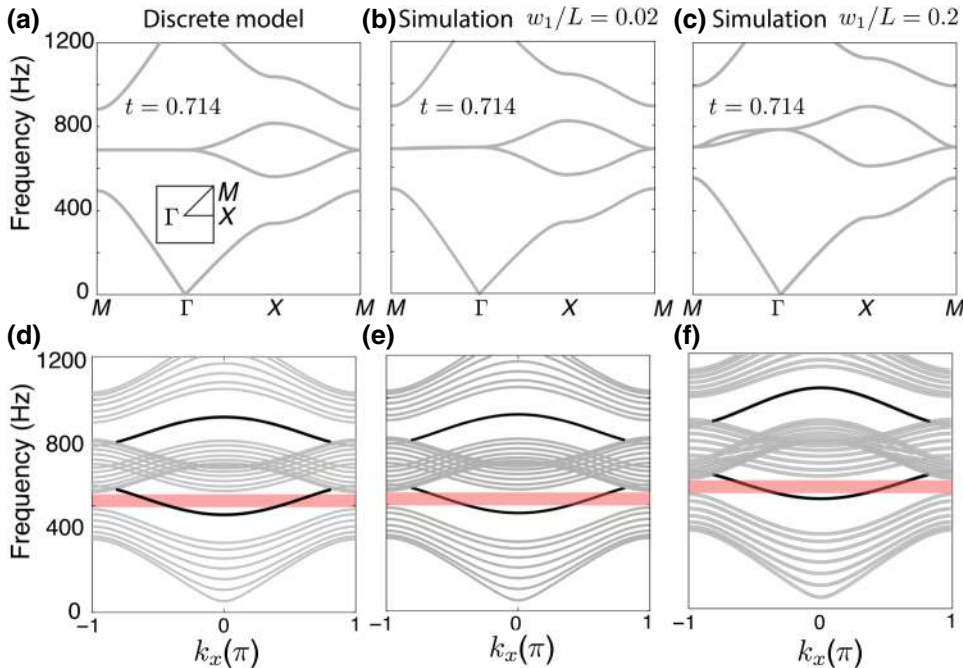 (a) Discrete model (b) Simulation w₁/L = 0.02 (c) Simulation w₁/L = 0.2
1200
800
400
0
Frequency (Hz)
t = 0.714
t = 0.714
t = 0.714
M
Γ X
M Γ X M Γ X M Γ X M
(d) (e) (f)
1200
800
400
0
Frequency (Hz)
−1 0 1 −1 0 1 −1 0 1
kₓ(π) kₓ(π) kₓ(π)